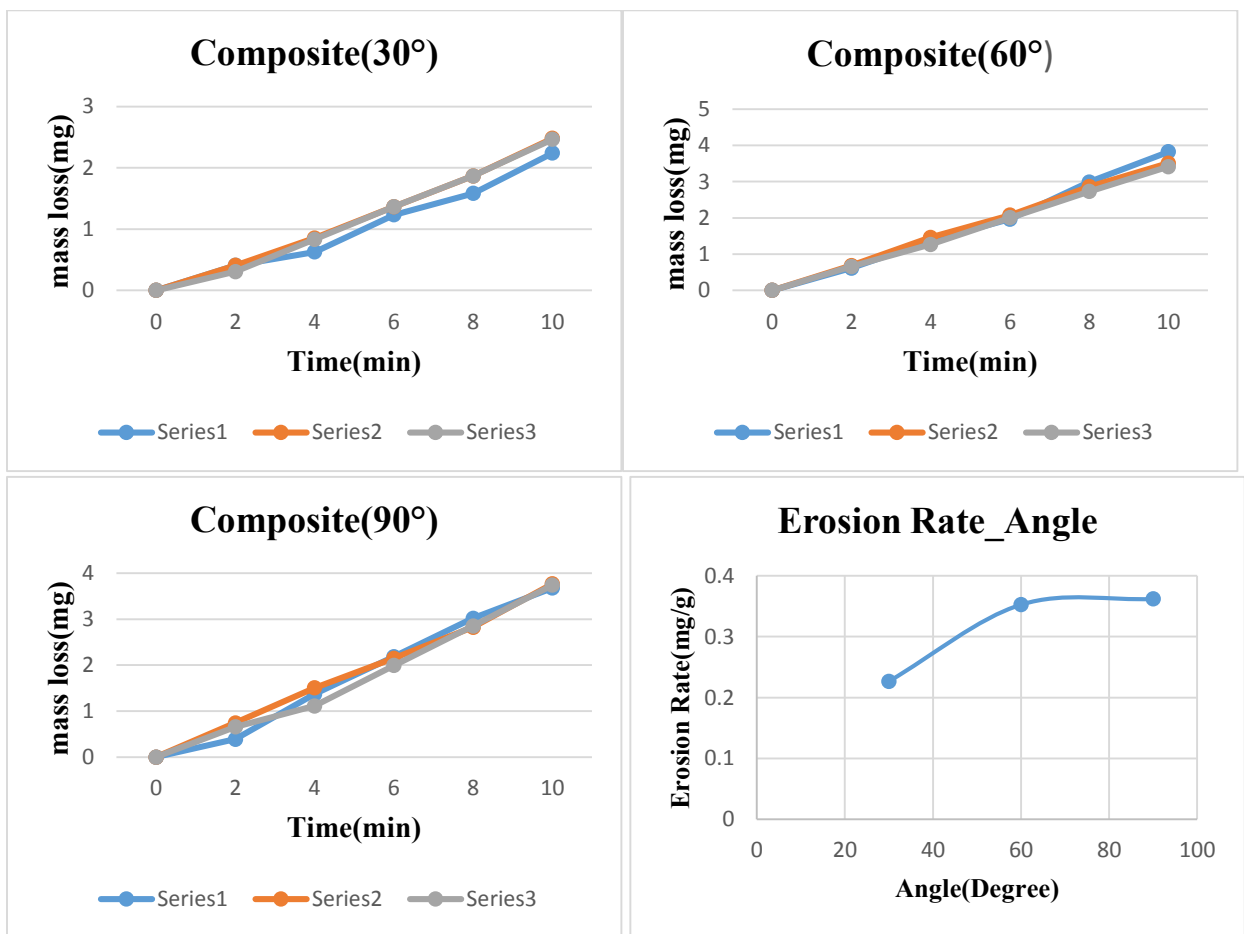 Composite(30°)
3
2
1
0
mass loss(mg)
0 2 4 6 8 10
Time(min)
Series1 Series2 Series3
Composite(60°)
5
4
3
2
1
0
mass loss(mg)
0 2 4 6 8 10
Time(min)
Series1 Series2 Series3
Composite(90°)
4
3
2
1
0
mass loss(mg)
0 2 4 6 8 10
Time(min)
Series1 Series2 Series3
Erosion Rate_Angle
0.4
0.3
0.2
0.1
0
Erosion Rate(mg/g)
0 20 40 60 80 100
Angle(Degree)